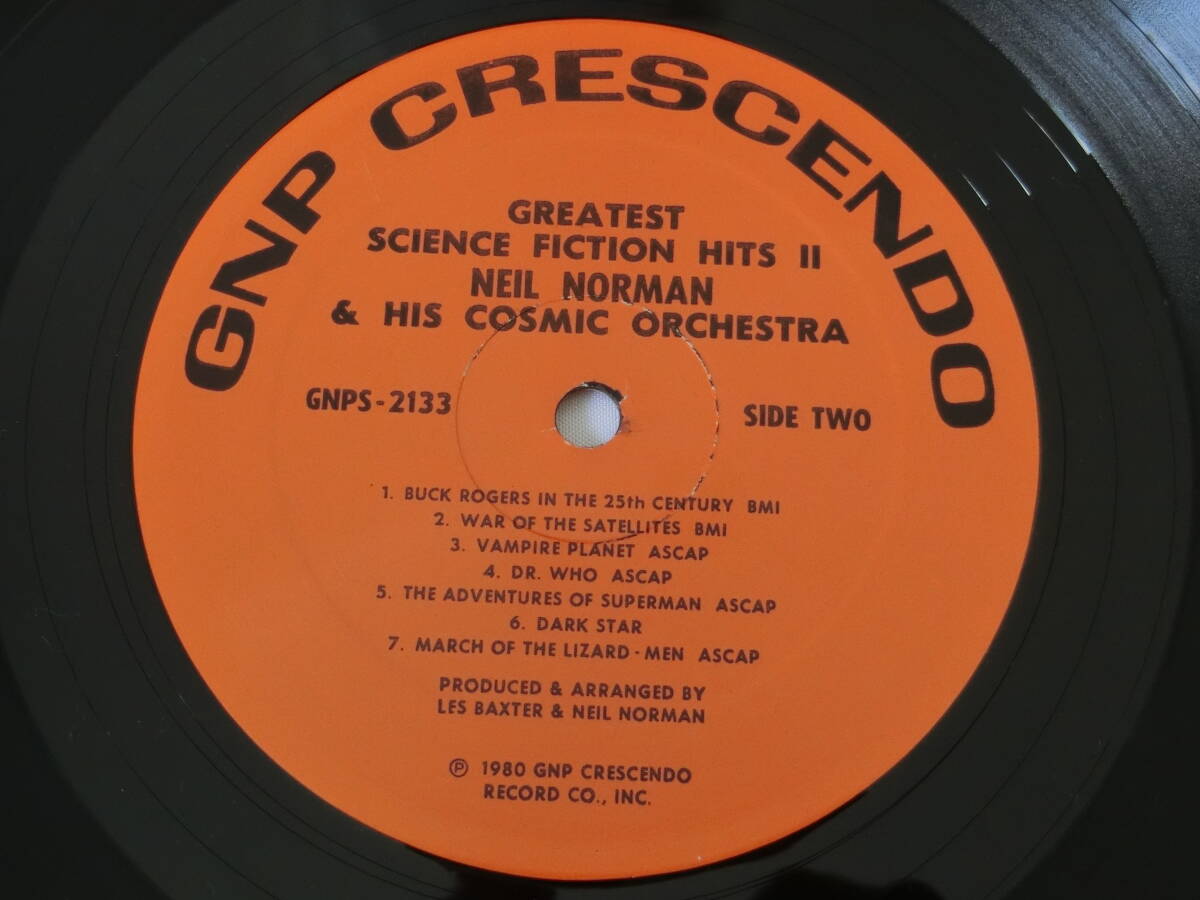 GNP CRESCENDO
GREATEST
SCIENCE FICTION HITS II
NEIL NORMAN
& HIS COSMIC ORCHESTRA
GNPS-2133
SIDE TWO
1. BUCK ROGERS IN THE 25th CENTURY BMI
2. WAR OF THE SATELLITES BMI
3. VAMPIRE PLANET ASCAP
4. DR. WHO ASCAP
5. THE ADVENTURES OF SUPERMAN ASCAP
6. DARK STAR
7. MARCH OF THE LIZARD-MEN ASCAP
PRODUCED & ARRANGED BY
LES BAXTER & NEIL NORMAN
Ⓟ 1980 GNP CRESCENDO
RECORD CO., INC.